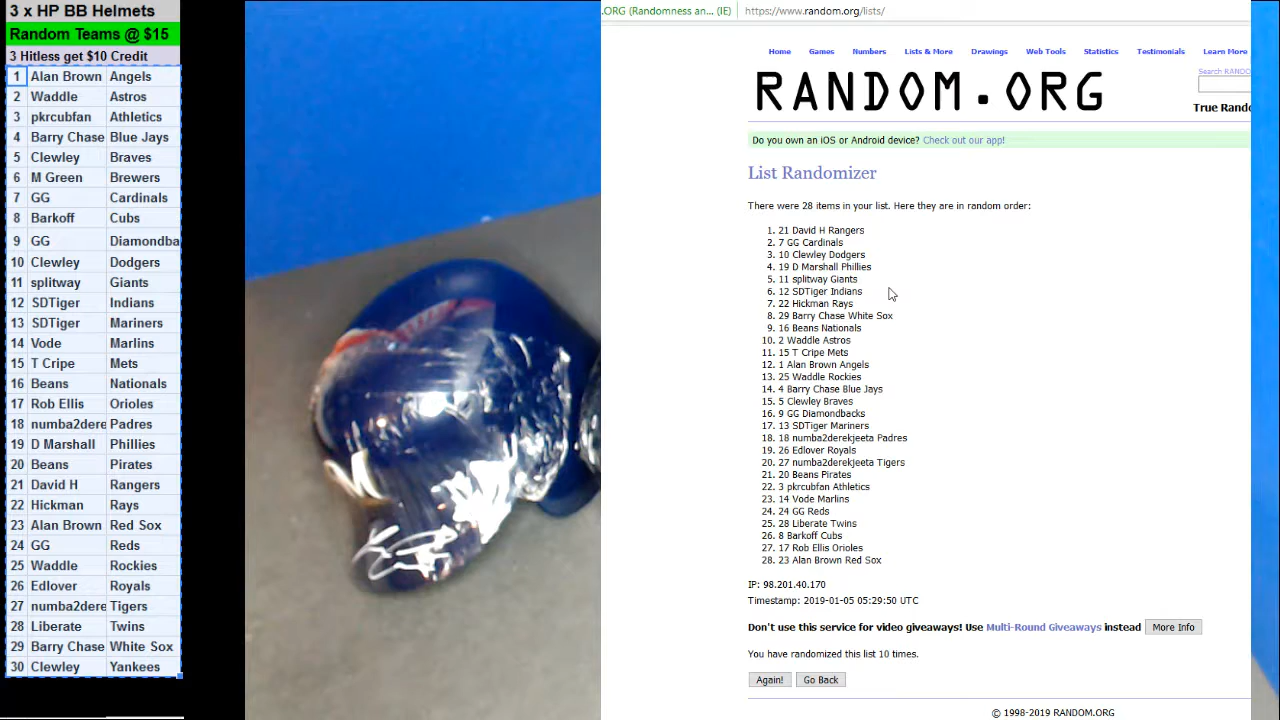 3 x HP BB Helmets
Random Teams @ $15
3 Hitless get $10 Credit
1 Alan Brown Angels
2 Waddle Astros
3 pkrcubfan Athletics
4 Barry Chase Blue Jays
5 Clewley Braves
6 M Green Brewers
7 GG Cardinals
8 Barkoff Cubs
9 GG Diamondba
10 Clewley Dodgers
11 splitway Giants
12 SDTiger Indians
13 SDTiger Mariners
14 Vode Marlins
15 T Cripe Mets
16 Beans Nationals
17 Rob Ellis Orioles
18 numba2dere Padres
19 D Marshall Phillies
20 Beans Pirates
21 David H Rangers
22 Hickman Rays
23 Alan Brown Red Sox
24 GG Reds
25 Waddle Rockies
26 Edlover Royals
27 numba2dere Tigers
28 Liberate Twins
29 Barry Chase White Sox
30 Clewley Yankees
.ORG (Randomness an... (IE) https://www.random.org/lists/
Home Games Numbers Lists & More Drawings Web Tools Statistics Testimonials Learn More
RANDOM.ORG
Search RANDO
True Rando
Do you own an iOS or Android device? Check out our app!
List Randomizer
There were 28 items in your list. Here they are in random order:
1. 21 David H Rangers
2. 7 GG Cardinals
3. 10 Clewley Dodgers
4. 19 D Marshall Phillies
5. 11 splitway Giants
6. 12 SDTiger Indians
7. 22 Hickman Rays
8. 29 Barry Chase White Sox
9. 16 Beans Nationals
10. 2 Waddle Astros
11. 15 T Cripe Mets
12. 1 Alan Brown Angels
13. 25 Waddle Rockies
14. 4 Barry Chase Blue Jays
15. 5 Clewley Braves
16. 9 GG Diamondbacks
17. 13 SDTiger Mariners
18. 18 numba2derekjeeta Padres
19. 26 Edlover Royals
20. 27 numba2derekjeeta Tigers
21. 20 Beans Pirates
22. 3 pkrcubfan Athletics
23. 14 Vode Marlins
24. 24 GG Reds
25. 28 Liberate Twins
26. 8 Barkoff Cubs
27. 17 Rob Ellis Orioles
28. 23 Alan Brown Red Sox
IP: 98.201.40.170
Timestamp: 2019-01-05 05:29:50 UTC
Don't use this service for video giveaways! Use Multi-Round Giveaways instead More Info
You have randomized this list 10 times.
Again! Go Back
© 1998-2019 RANDOM.ORG